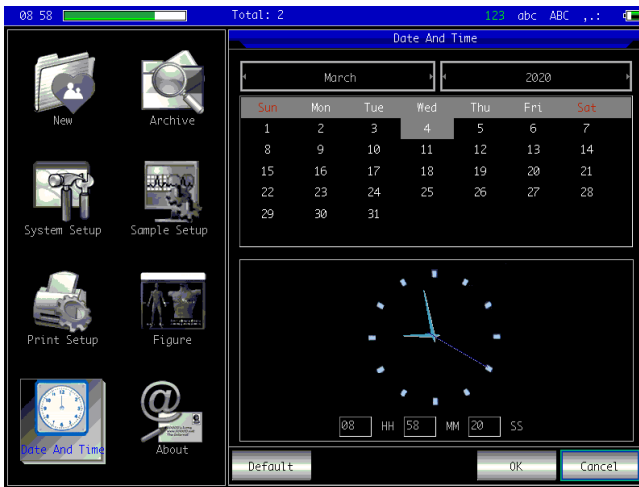 08 58
Total: 2
123 abc ABC ,.:
New
Archive
System Setup
Sample Setup
Print Setup
Figure
Date And Time
About
Date And Time
March
2020
Sun Mon Tue Wed Thu Fri Sat
1 2 3 4 5 6 7
8 9 10 11 12 13 14
15 16 17 18 19 20 21
22 23 24 25 26 27 28
29 30 31
08 HH 58 MM 20 SS
Default
OK
Cancel